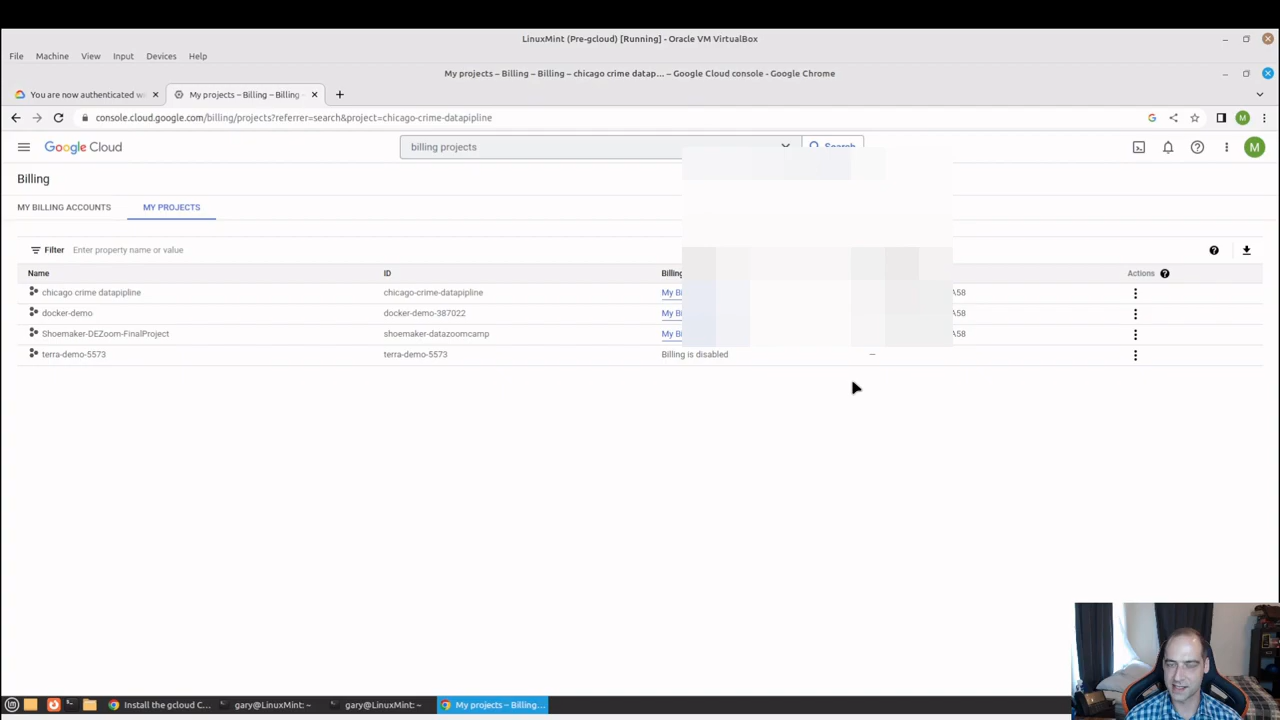 LinuxMint (Pre-gcloud) [Running] - Oracle VM VirtualBox
File Machine View Input Devices Help
My projects – Billing – Billing – chicago crime datap... – Google Cloud console - Google Chrome
You are now authenticated wi
My projects – Billing – Billing –
console.cloud.google.com/billing/projects?referrer=search&project=chicago-crime-datapipline
Google Cloud
billing projects
Search
M
M
Billing
MY BILLING ACCOUNTS MY PROJECTS
Filter Enter property name or value
Name ID Billing Actions
chicago crime datapipline chicago-crime-datapipline My Bi A58
docker-demo docker-demo-387022 My Bi A58
Shoemaker-DEZoom-FinalProject shoemaker-datazoomcamp My Bi A58
terra-demo-5573 terra-demo-5573 Billing is disabled —
Install the gcloud C... gary@LinuxMint: ~ gary@LinuxMint: ~ My projects – Billing...